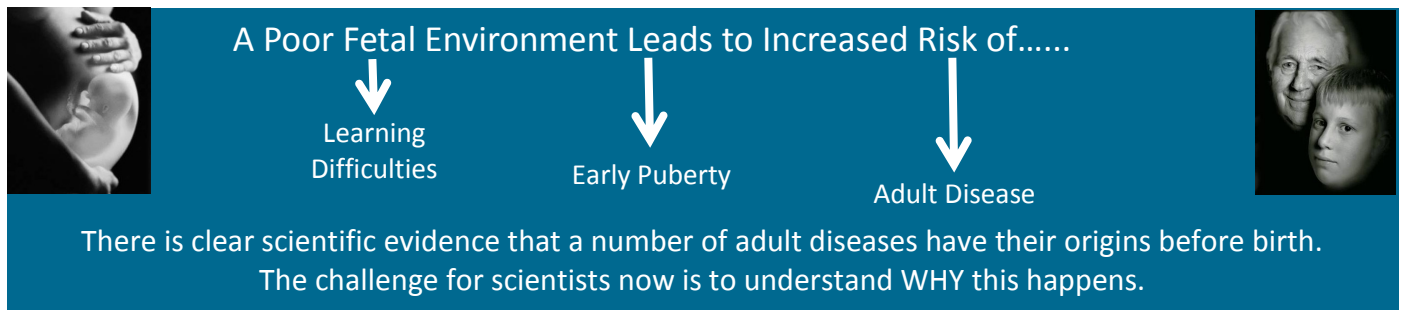 A Poor Fetal Environment Leads to Increased Risk of…...
Learning
Difficulties
Early Puberty
Adult Disease
There is clear scientific evidence that a number of adult diseases have their origins before birth.
The challenge for scientists now is to understand WHY this happens.